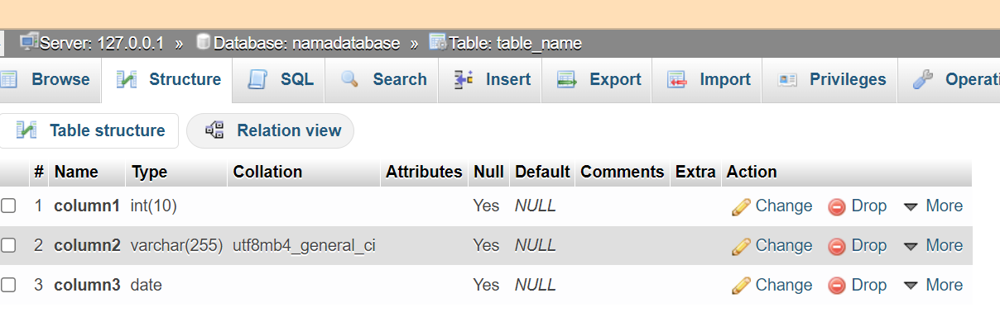 Server: 127.0.0.1 » Database: namadatabase » Table: table_name
Browse Structure SQL Search Insert Export Import Privileges Operati
Table structure Relation view
# Name Type Collation Attributes Null Default Comments Extra Action
1 column1 int(10) Yes NULL Change Drop More
2 column2 varchar(255) utf8mb4_general_ci Yes NULL Change Drop More
3 column3 date Yes NULL Change Drop More